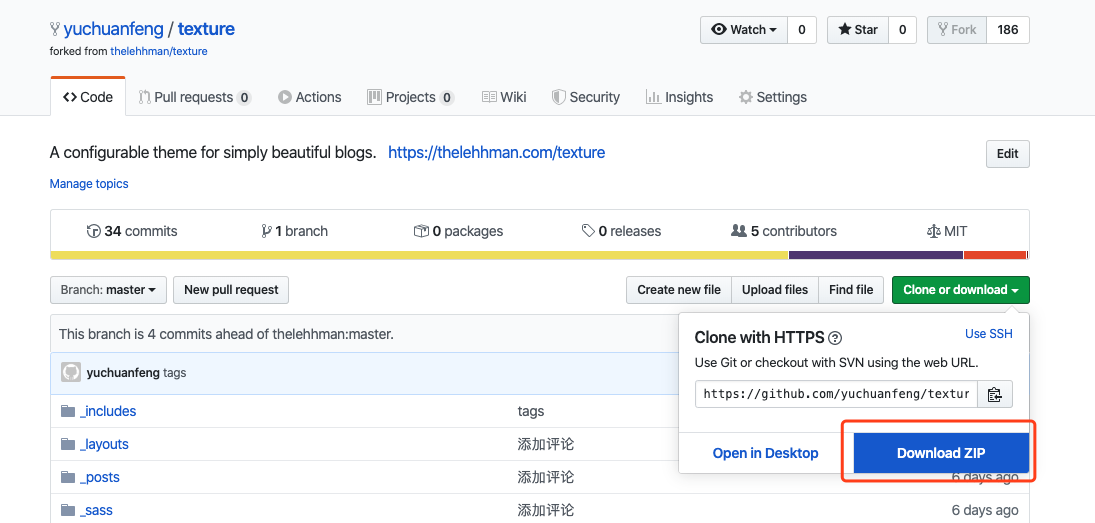 yuchuanfeng / texture
Watch 0 Star 0 Fork 186
forked from thelehhman/texture
Code Pull requests 0 Actions Projects 0 Wiki Security Insights Settings
A configurable theme for simply beautiful blogs. https://thelehhman.com/texture
Edit
Manage topics
34 commits 1 branch 0 packages 0 releases 5 contributors MIT
Branch: master New pull request Create new file Upload files Find file Clone or download
This branch is 4 commits ahead of thelehhman:master.
Clone with HTTPS ? Use SSH
Use Git or checkout with SVN using the web URL.
yuchuanfeng tags
https://github.com/yuchuanfeng/textur
_includes tags
_layouts 添加评论
Open in Desktop Download ZIP
_posts 添加评论 6 days ago
_sass 添加评论 6 days ago